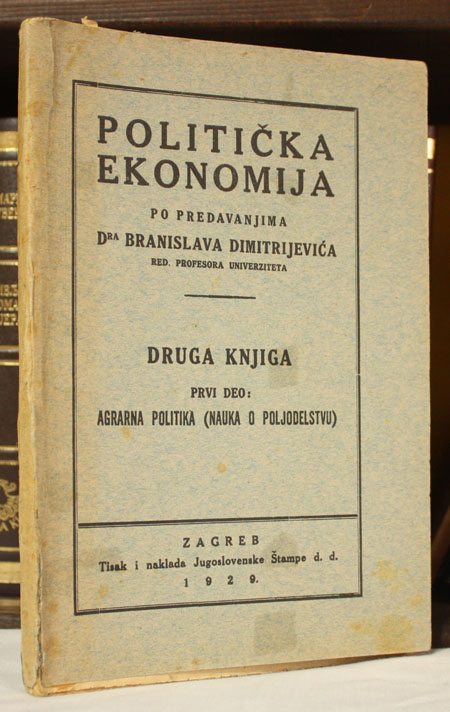 POLITIČKA
EKONOMIJA
PO PREDAVANJIMA
DRA BRANISLAVA DIMITRIJEVIĆA
RED. PROFESORA UNIVERZITETA
DRUGA KNJIGA
PRVI DEO:
AGRARNA POLITIKA (NAUKA O POLJODELSTVU)
ZAGREB
Tisak i naklada Jugoslovenske Štampe d. d.
1929.